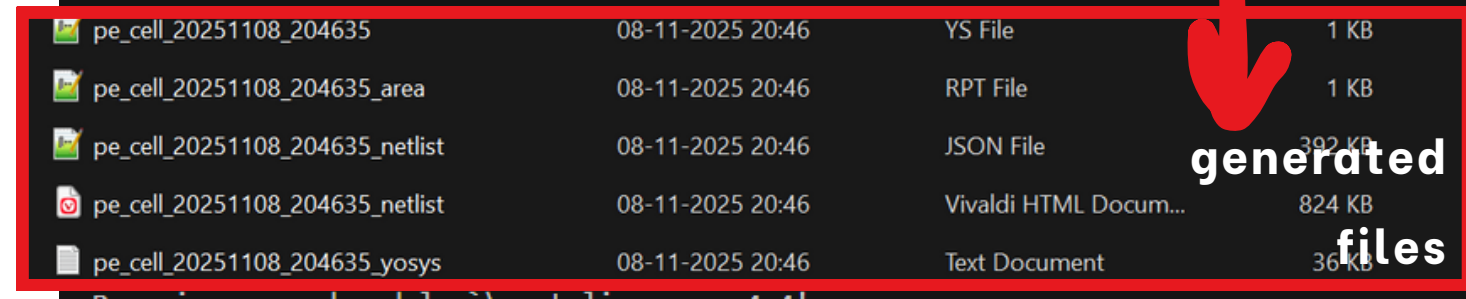 pe_cell_20251108_204635 08-11-2025 20:46 YS File 1 KB
pe_cell_20251108_204635_area 08-11-2025 20:46 RPT File 1 KB
pe_cell_20251108_204635_netlist 08-11-2025 20:46 JSON File 392 KB
generated
pe_cell_20251108_204635_netlist 08-11-2025 20:46 Vivaldi HTML Docum... 824 KB
files
pe_cell_20251108_204635_yosys 08-11-2025 20:46 Text Document 36 KB